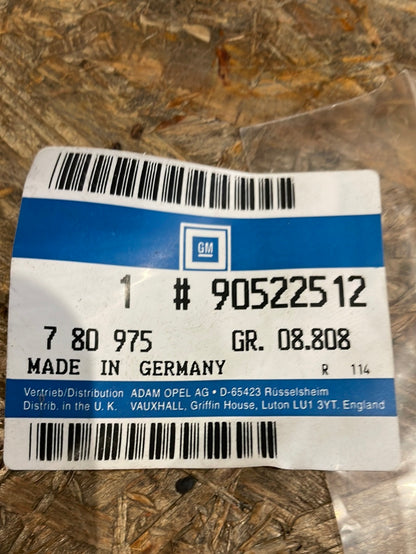 GM
1 # 90522512
7 80 975 GR. 08.808
MADE IN GERMANY R 114
Vertrieb/Distribution ADAM OPEL AG • D-65423 Rüsselsheim
Distrib. in the U.K. VAUXHALL, Griffin House, Luton LU1 3YT. England